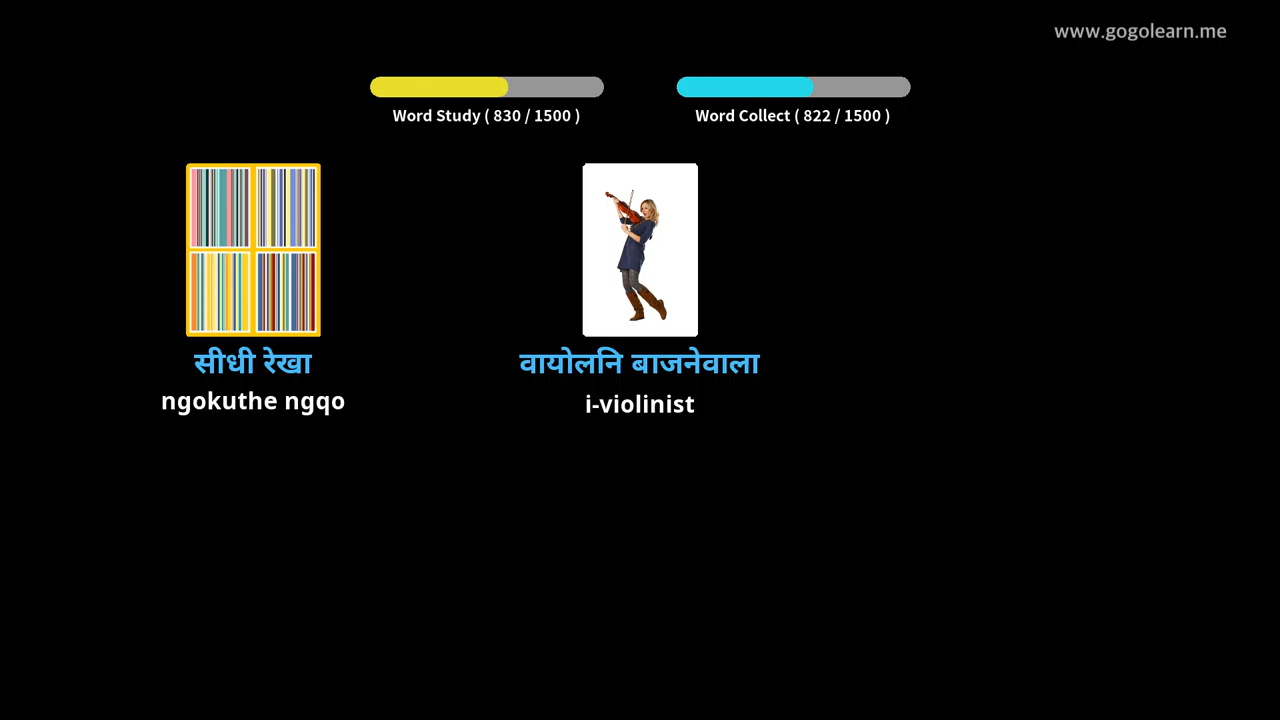 www.gogolearn.me
Word Study ( 830 / 1500 )
Word Collect ( 822 / 1500 )
सीधी रेखा
ngokuthe ngqo
वायोलनि बाजनेवाला
i-violinist